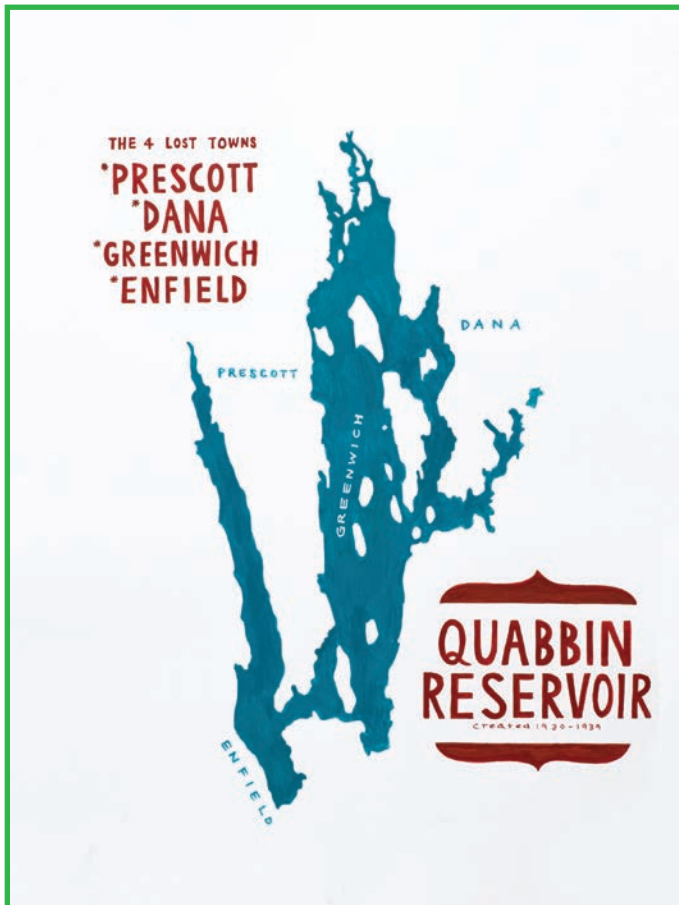 THE 4 LOST TOWNS
*PRESCOTT
*DANA
*GREENWICH
*ENFIELD
DANA
PRESCOTT
GREENWICH
QUABBIN
RESERVOIR
created 1930-1939
ENFIELD